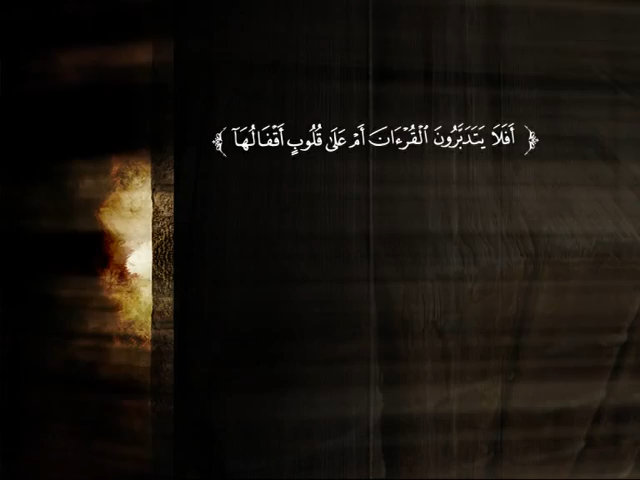 ﴿ أَفَلَا يَتَدَبَّرُونَ ٱلْقُرْءَانَ أَمْ عَلَىٰ قُلُوبٍ أَقْفَالُهَآ ﴾